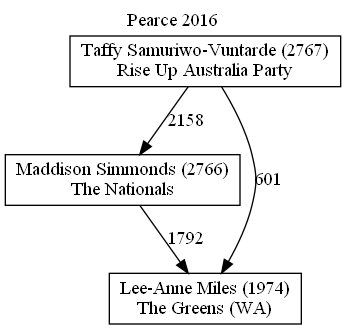 Pearce 2016
Taffy Samuriwo-Vuntarde (2767)
Rise Up Australia Party
2158
Maddison Simmonds (2766)
The Nationals
601
1792
Lee-Anne Miles (1974)
The Greens (WA)